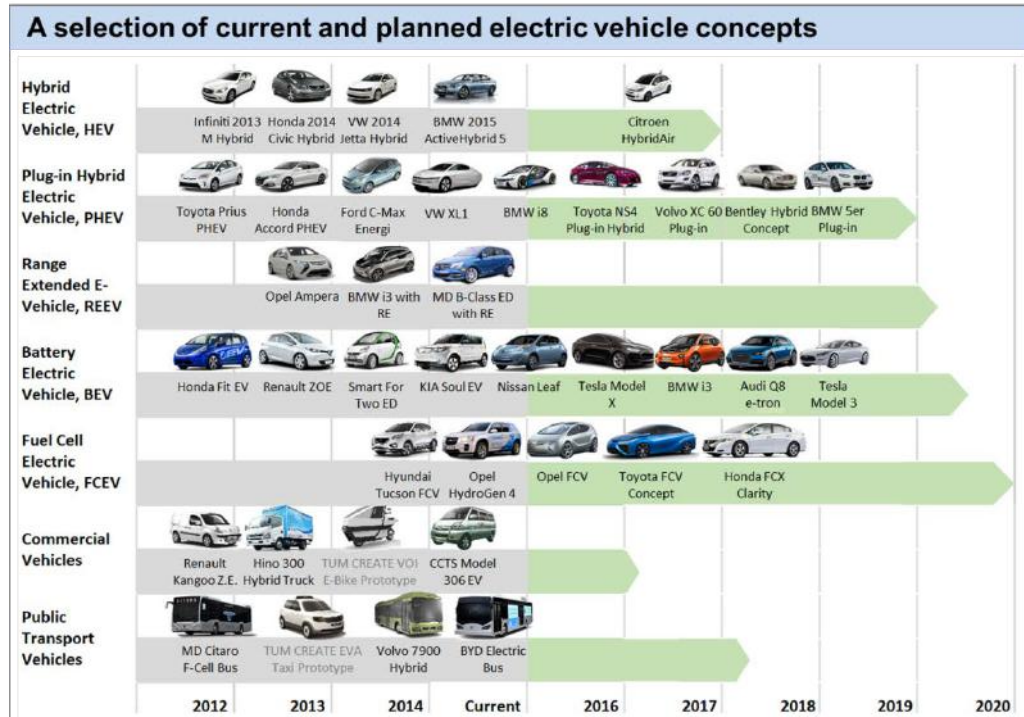 A selection of current and planned electric vehicle concepts
Hybrid
Electric
Vehicle, HEV
Infiniti 2013
M Hybrid
Honda 2014
Civic Hybrid
VW 2014
Jetta Hybrid
BMW 2015
ActiveHybrid 5
Citroen
HybridAir
Plug-in Hybrid
Electric
Vehicle, PHEV
Toyota Prius
PHEV
Honda
Accord PHEV
Ford C-Max
Energi
VW XL1
BMW i8
Toyota NS4
Plug-in Hybrid
Volvo XC 60
Plug-in
Bentley Hybrid
Concept
BMW 5er
Plug-in
Range
Extended E-
Vehicle, REEV
Opel Ampera
BMW i3 with
RE
MD B-Class ED
with RE
Battery
Electric
Vehicle, BEV
Honda Fit EV
Renault ZOE
Smart For
Two ED
KIA Soul EV
Nissan Leaf
Tesla Model
X
BMW i3
Audi Q8
e-tron
Tesla
Model 3
Fuel Cell
Electric
Vehicle, FCEV
Hyundai
Tucson FCV
Opel
HydroGen 4
Opel FCV
Toyota FCV
Concept
Honda FCX
Clarity
Commercial
Vehicles
Renault
Kangoo Z.E.
Hino 300
Hybrid Truck
TUM CREATE VOI
E-Bike Prototype
CCTS Model
306 EV
Public
Transport
Vehicles
MD Citaro
F-Cell Bus
TUM CREATE EVA
Taxi Prototype
Volvo 7900
Hybrid
BYD Electric
Bus
2012
2013
2014
Current
2016
2017
2018
2019
2020